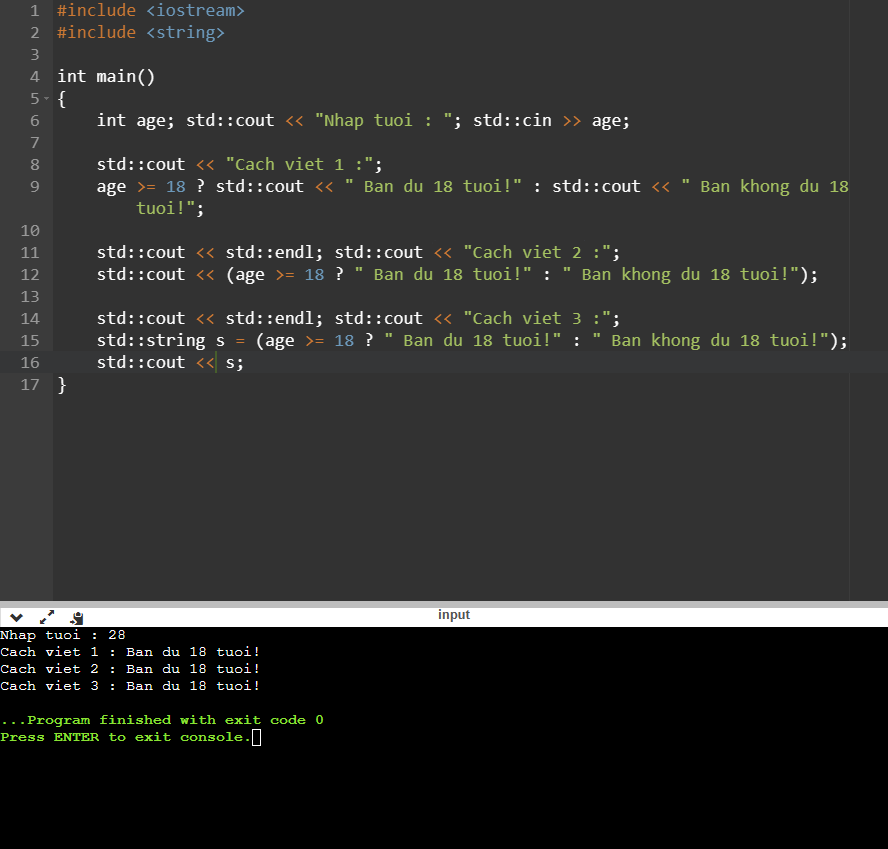 1 #include <iostream>
2 #include <string>
3
4 int main()
5 {
6     int age; std::cout << "Nhap tuoi : "; std::cin >> age;
7
8     std::cout << "Cach viet 1 :";
9     age >= 18 ? std::cout << " Ban du 18 tuoi!" : std::cout << " Ban khong du 18
        tuoi!";
10
11     std::cout << std::endl; std::cout << "Cach viet 2 :";
12     std::cout << (age >= 18 ? " Ban du 18 tuoi!" : " Ban khong du 18 tuoi!");
13
14     std::cout << std::endl; std::cout << "Cach viet 3 :";
15     std::string s = (age >= 18 ? " Ban du 18 tuoi!" : " Ban khong du 18 tuoi!");
16     std::cout << s;
17 }
input
Nhap tuoi : 28
Cach viet 1 : Ban du 18 tuoi!
Cach viet 2 : Ban du 18 tuoi!
Cach viet 3 : Ban du 18 tuoi!
...Program finished with exit code 0
Press ENTER to exit console.